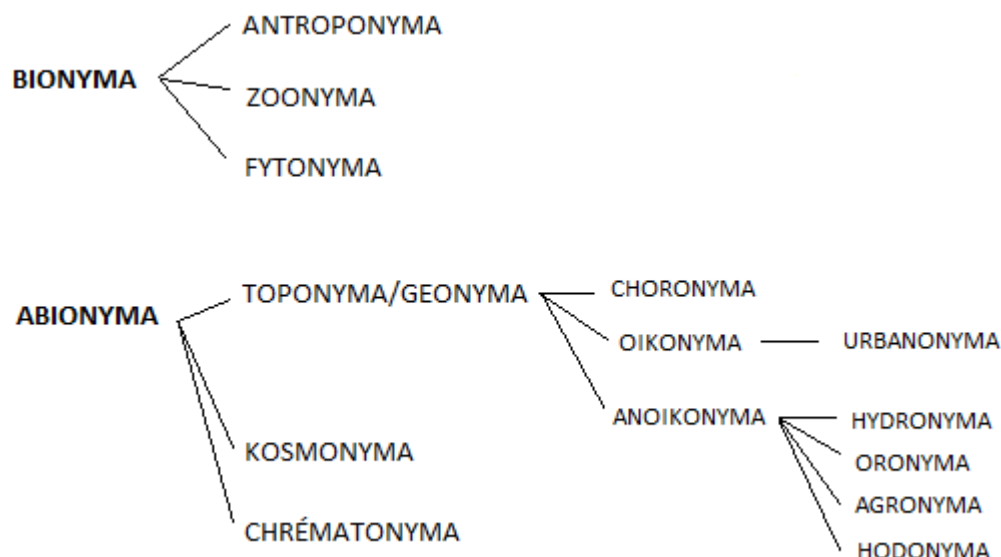 ANTROPONYMA
BIONYMA
ZOONYMA
FYTONYMA
TOPONYMA/GEONYMA
CHORONYMA
ABIONYMA
OIKONYMA
URBANONYMA
ANOIKONYMA
HYDRONYMA
KOSMONYMA
ORONYMA
AGRONYMA
CHRÉMATONYMA
HODONYMA